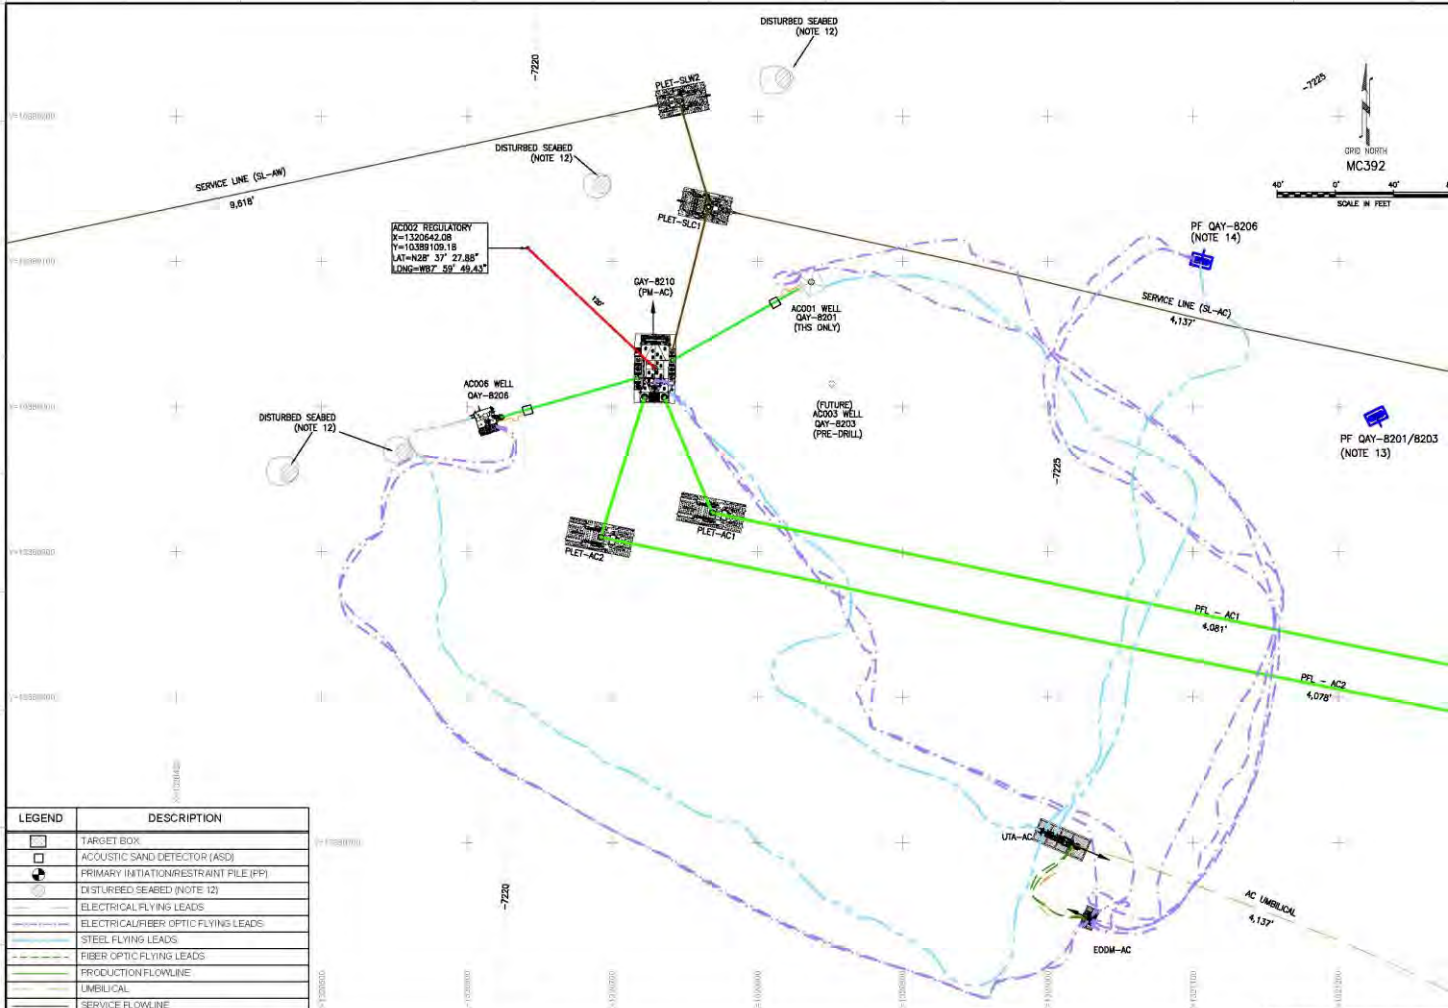 DISTURBED SEABED
(NOTE 12)
-7220
PLET-SLW2
-7225
GRID NORTH
MC392
40'
0'
40'
SCALE IN FEET
DISTURBED SEABED
(NOTE 12)
SERVICE LINE (SL-AW)
9,618'
PLET-SLC1
AC002 REGULATORY
X=1320642.08
Y=10389109.18
LAT=N28° 37' 27.88"
LONG=W87° 59' 49.43"
PF QAY-8206
(NOTE 14)
120'
GAY-8210
(PM-AC)
AC001 WELL
QAY-8201
(THS ONLY)
SERVICE LINE (SL-AC)
4,137'
AC006 WELL
QAY-8206
DISTURBED SEABED
(NOTE 12)
(FUTURE)
AC003 WELL
QAY-8203
(PRE-DRILL)
PF QAY-8201/8203
(NOTE 13)
-7225
PLET-AC1
PLET-AC2
PFL - AC1
4,081'
PFL - AC2
4,078'
UTA-AC
AC UMBILICAL
4,137'
EDDM-AC
-7220
LEGEND DESCRIPTION
TARGET BOX
ACOUSTIC SAND DETECTOR (ASD)
PRIMARY INITIATION/RESTRAINT PILE (PP)
DISTURBED SEABED (NOTE 12)
ELECTRICAL FLYING LEADS
ELECTRICAL/FIBER OPTIC FLYING LEADS
STEEL FLYING LEADS
FIBER OPTIC FLYING LEADS
PRODUCTION FLOWLINE
UMBILICAL
SERVICE FLOWLINE